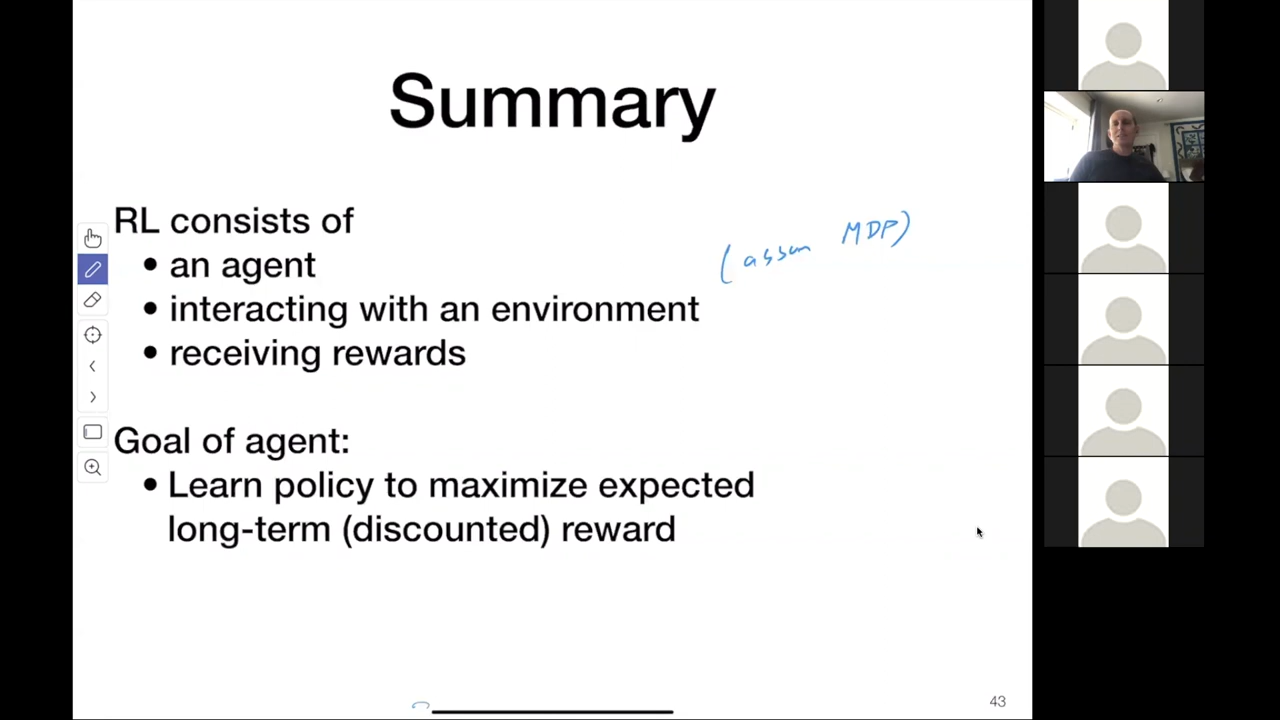 Summary
RL consists of
• an agent
(assum MDP)
• interacting with an environment
• receiving rewards
Goal of agent:
• Learn policy to maximize expected
long-term (discounted) reward
43